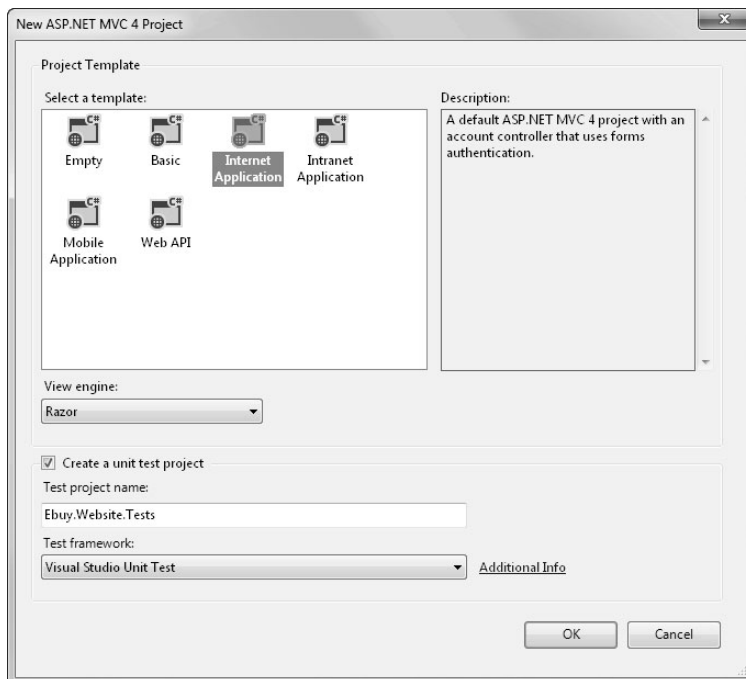 New ASP.NET MVC 4 Project
x
Project Template
Select a template:
C# C# C# C#
Empty Basic Internet Application Intranet Application
C# C#
Mobile Application Web API
Description:
A default ASP.NET MVC 4 project with an
account controller that uses forms
authentication.
View engine:
Razor
Create a unit test project
Test project name:
Ebuy.Website.Tests
Test framework:
Visual Studio Unit Test
Additional Info
OK
Cancel